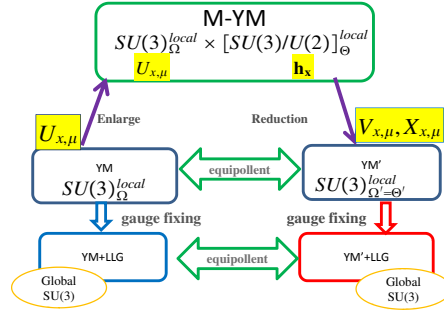 M-YM
SU(3)_Ω^{local} × [SU(3)/U(2)]_Θ^{local}
U_{x,μ} h_x
U_{x,μ} Enlarge Reduction V_{x,μ}, X_{x,μ}
YM YM'
SU(3)_Ω^{local} equipollent SU(3)_{Ω'=Θ'}^{local}
gauge fixing gauge fixing
YM+LLG equipollent YM'+LLG
Global Global
SU(3) SU(3)